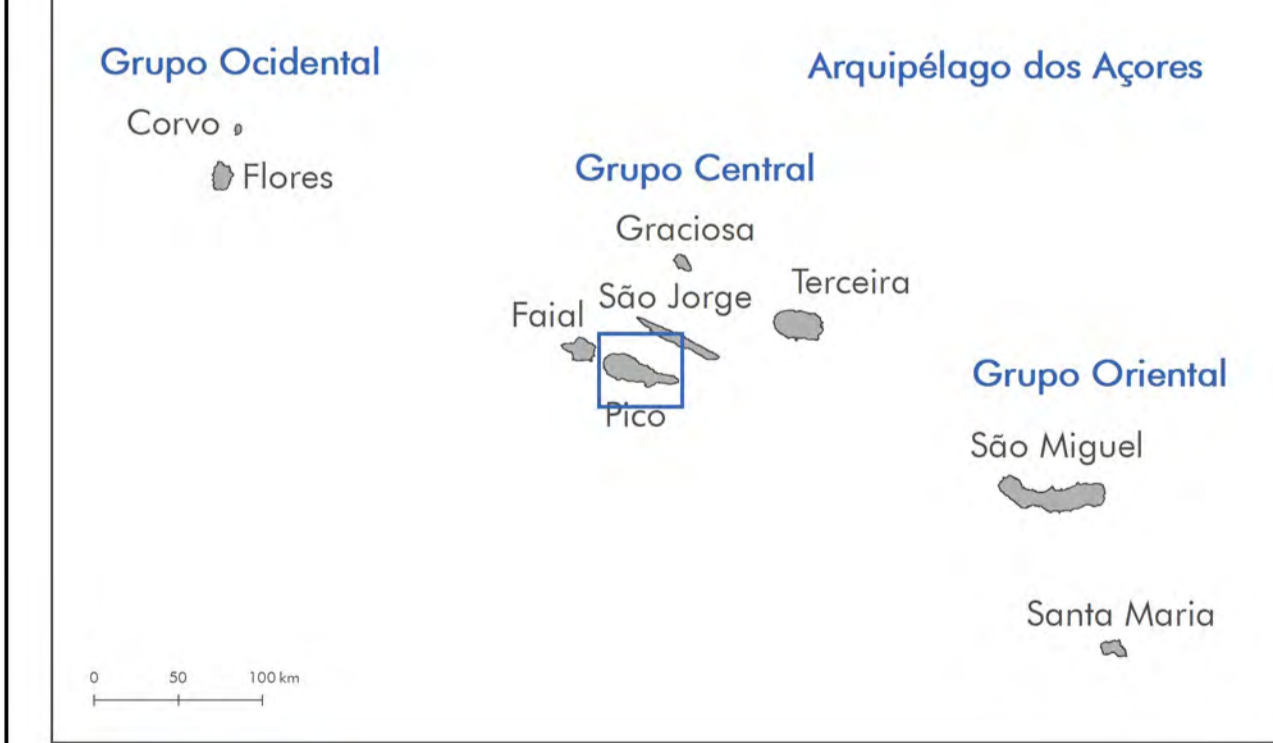 Grupo Ocidental
Arquipélago dos Açores
Corvo
Flores
Grupo Central
Graciosa
Terceira
São Jorge
Faial
Pico
Grupo Oriental
São Miguel
Santa Maria
0 50 100 km